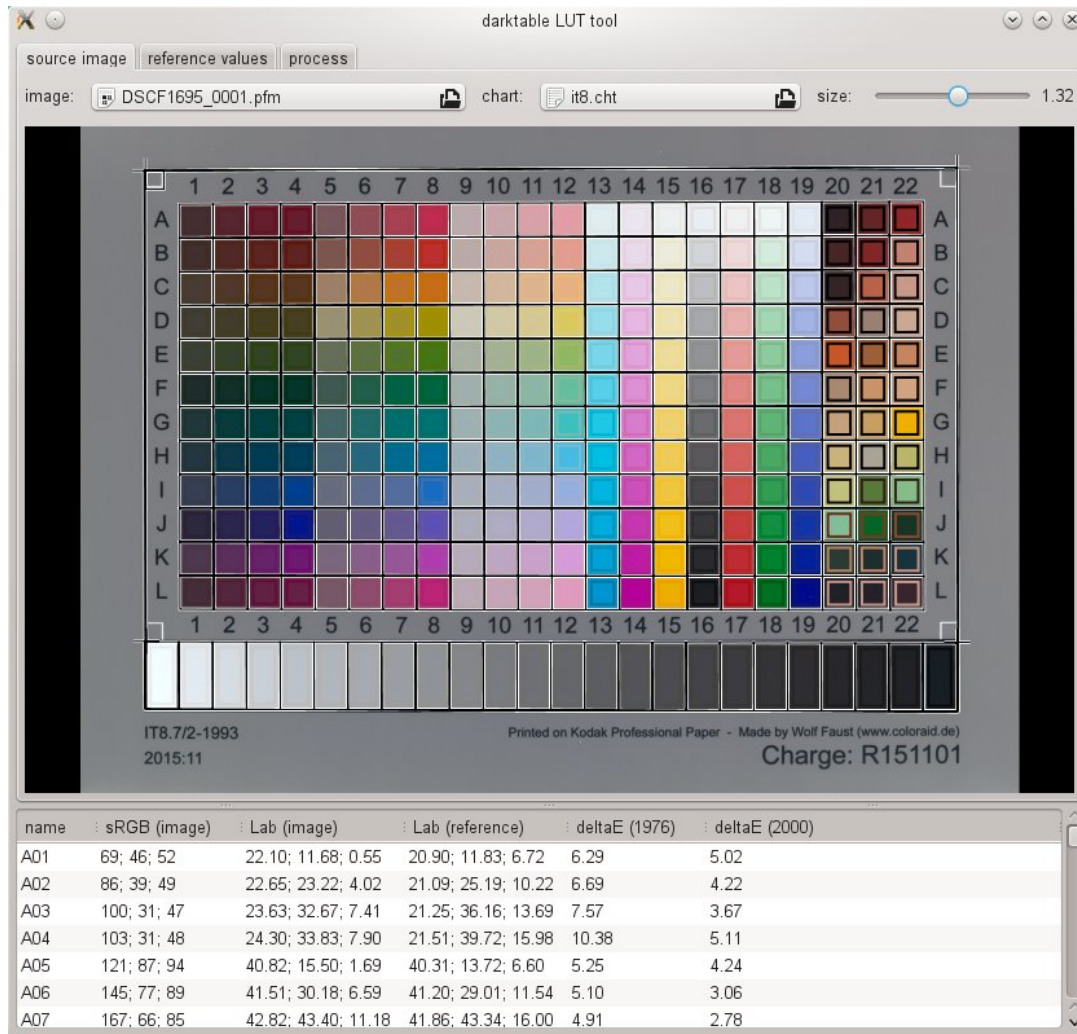 darktable LUT tool
source image reference values process
image: DSCF1695_0001.pfm chart: it8.cht size: 1.32
1 2 3 4 5 6 7 8 9 10 11 12 13 14 15 16 17 18 19 20 21 22
A A
B B
C C
D D
E E
F F
G G
H H
I I
J J
K K
L L
1 2 3 4 5 6 7 8 9 10 11 12 13 14 15 16 17 18 19 20 21 22
IT8.7/2-1993 Printed on Kodak Professional Paper - Made by Wolf Faust (www.coloraid.de)
2015:11 Charge: R151101
name sRGB (image) Lab (image) Lab (reference) deltaE (1976) deltaE (2000)
A01 69; 46; 52 22.10; 11.68; 0.55 20.90; 11.83; 6.72 6.29 5.02
A02 86; 39; 49 22.65; 23.22; 4.02 21.09; 25.19; 10.22 6.69 4.22
A03 100; 31; 47 23.63; 32.67; 7.41 21.25; 36.16; 13.69 7.57 3.67
A04 103; 31; 48 24.30; 33.83; 7.90 21.51; 39.72; 15.98 10.38 5.11
A05 121; 87; 94 40.82; 15.50; 1.69 40.31; 13.72; 6.60 5.25 4.24
A06 145; 77; 89 41.51; 30.18; 6.59 41.20; 29.01; 11.54 5.10 3.06
A07 167; 66; 85 42.82; 43.40; 11.18 41.86; 43.34; 16.00 4.91 2.78